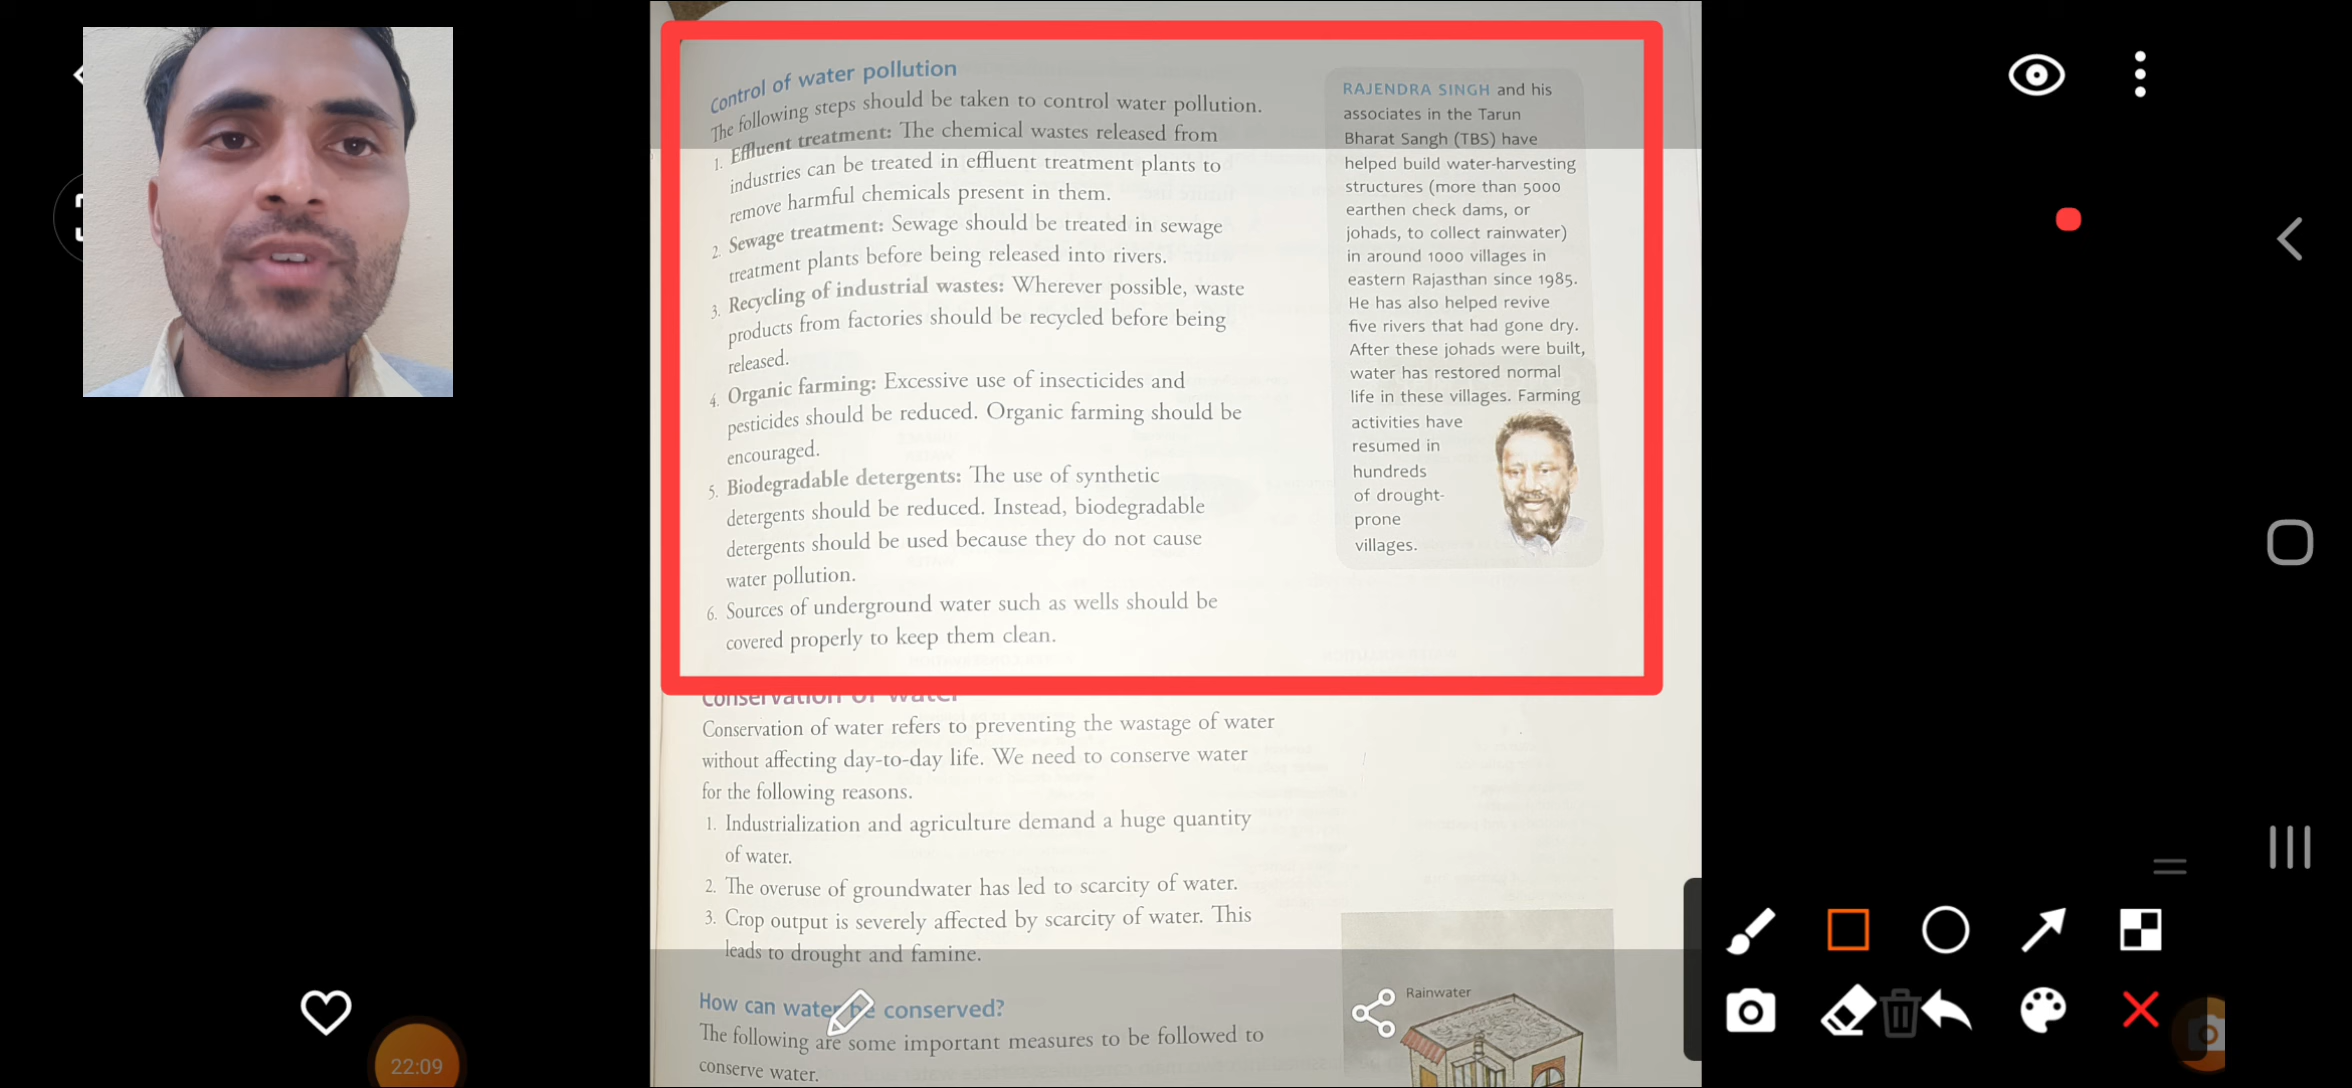 Control of water pollution
The following steps should be taken to control water pollution.
1. Effluent treatment: The chemical wastes released from
industries can be treated in effluent treatment plants to
remove harmful chemicals present in them.
2. Sewage treatment: Sewage should be treated in sewage
treatment plants before being released into rivers.
3. Recycling of industrial wastes: Wherever possible, waste
products from factories should be recycled before being
released.
4. Organic farming: Excessive use of insecticides and
pesticides should be reduced. Organic farming should be
encouraged.
5. Biodegradable detergents: The use of synthetic
detergents should be reduced. Instead, biodegradable
detergents should be used because they do not cause
water pollution.
6. Sources of underground water such as wells should be
covered properly to keep them clean.
RAJENDRA SINGH and his
associates in the Tarun
Bharat Sangh (TBS) have
helped build water-harvesting
structures (more than 5000
earthen check dams, or
johads, to collect rainwater)
in around 1000 villages in
eastern Rajasthan since 1985.
He has also helped revive
five rivers that had gone dry.
After these johads were built,
water has restored normal
life in these villages. Farming
activities have
resumed in
hundreds
of drought-
prone
villages.
Conservation of water
Conservation of water refers to preventing the wastage of water
without affecting day-to-day life. We need to conserve water
for the following reasons.
1. Industrialization and agriculture demand a huge quantity
of water.
2. The overuse of groundwater has led to scarcity of water.
3. Crop output is severely affected by scarcity of water. This
leads to drought and famine.
How can water be conserved?
The following are some important measures to be followed to
conserve water.
Rainwater
22:09